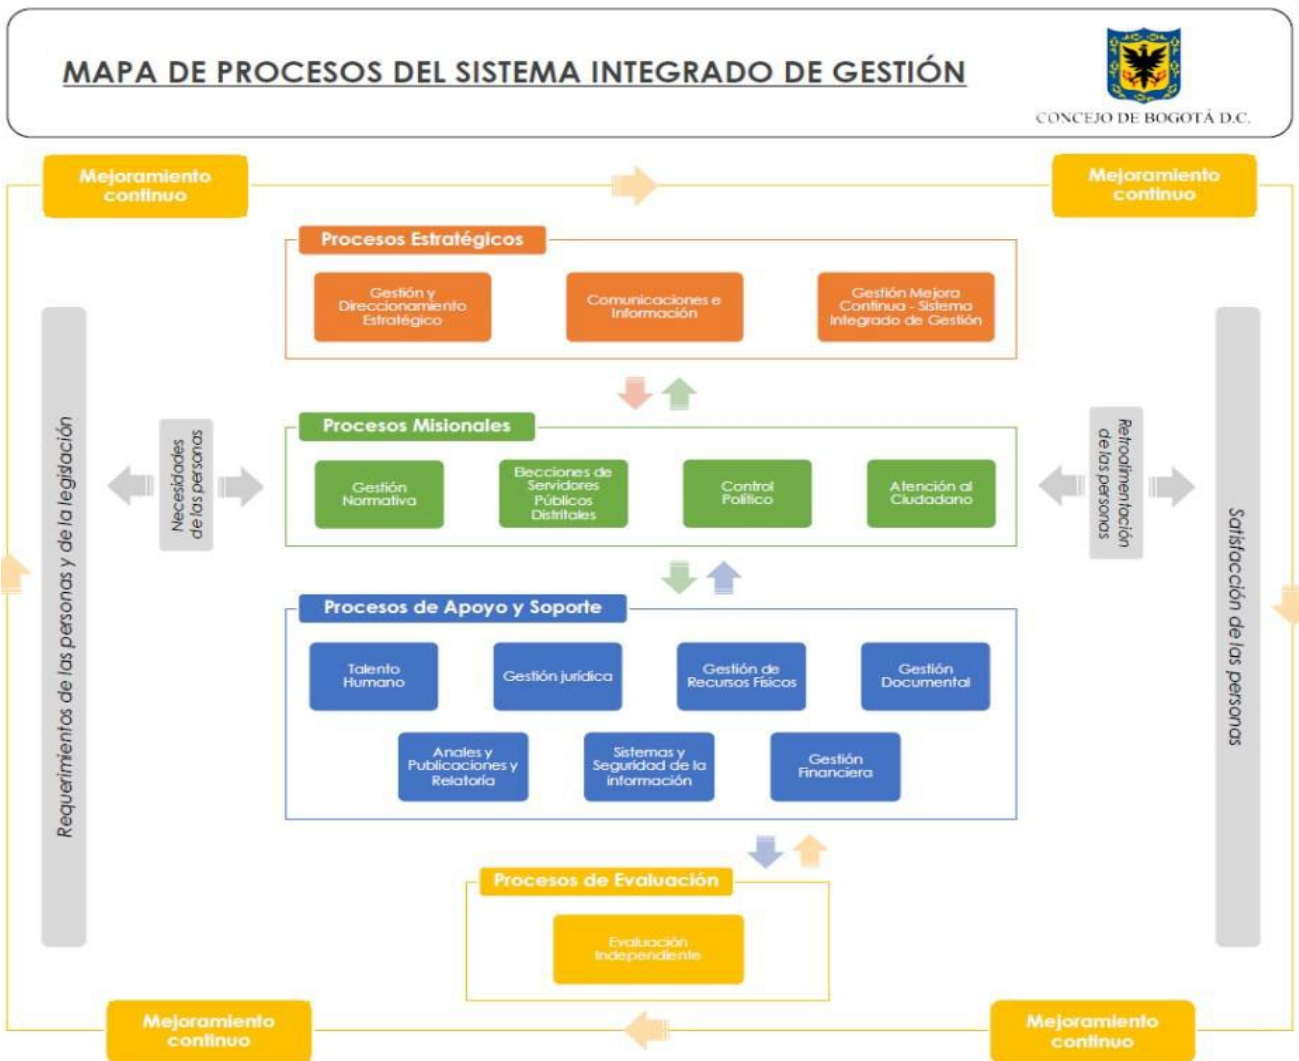 MAPA DE PROCESOS DEL SISTEMA INTEGRADO DE GESTIÓN
CONCEJO DE BOGOTÁ D.C.
Mejoramiento
continuo
Mejoramiento
continuo
Procesos Estratégicos
Gestión y
Direccionamiento
Estratégico
Comunicaciones e
Información
Gestión Mejora
Continua - Sistema
Integrado de Gestión
Requerimientos de las personas y de la legislación
Necesidades
de las personas
Procesos Misionales
Gestión
Normativa
Elecciones de
Servidores
Públicos
Distritales
Control
Político
Atención al
Ciudadano
Retroalimentación
de las personas
Satisfacción de las personas
Procesos de Apoyo y Soporte
Talento
Humano
Gestión jurídica
Gestión de
Recursos Físicos
Gestión
Documental
Anales y
Publicaciones y
Relatoría
Sistemas y
Seguridad de la
información
Gestión
Financiera
Procesos de Evaluación
Evaluación
Independiente
Mejoramiento
continuo
Mejoramiento
continuo